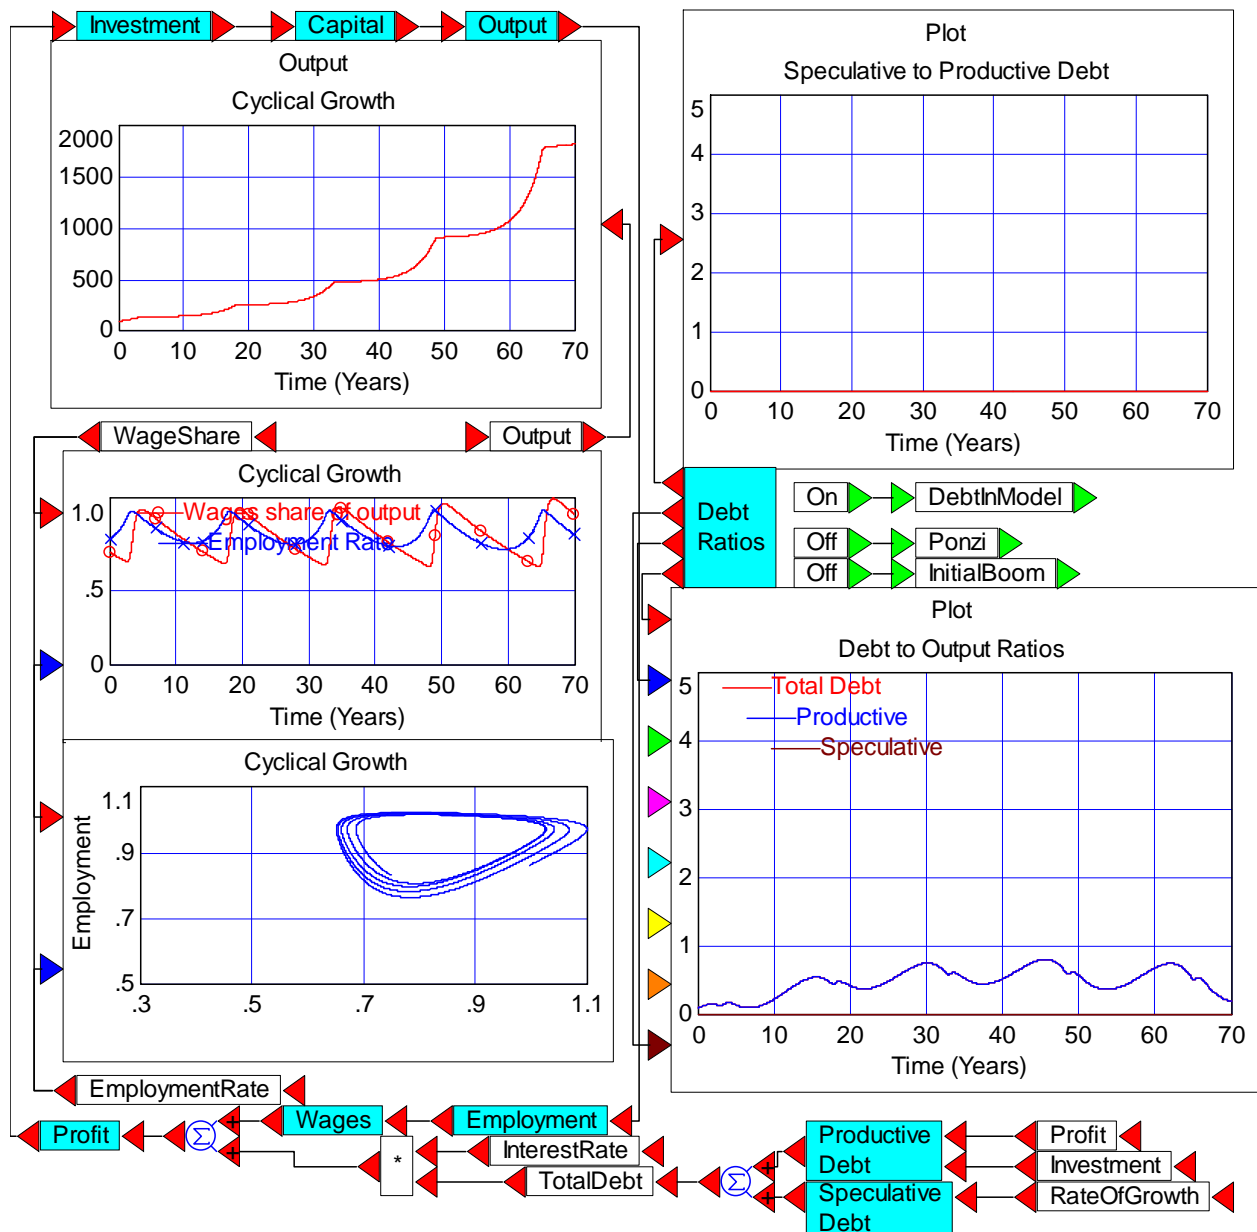 Investment
Capital
Output
Output
Cyclical Growth
2000
1500
1000
500
0
0 10 20 30 40 50 60 70
Time (Years)
Plot
Speculative to Productive Debt
5
4
3
2
1
0
0 10 20 30 40 50 60 70
Time (Years)
WageShare
Output
Cyclical Growth
Wages share of output
Employment Rate
1.0
.5
0
0 10 20 30 40 50 60 70
Time (Years)
Debt
Ratios
On
DebtInModel
Off
Ponzi
Off
InitialBoom
Cyclical Growth
Employment
1.1
.9
.7
.5
.3 .5 .7 .9 1.1
Plot
Debt to Output Ratios
Total Debt
Productive
Speculative
5
4
3
2
1
0
0 10 20 30 40 50 60 70
Time (Years)
EmploymentRate
Profit
Σ
+
+
Wages
Employment
*
InterestRate
TotalDebt
Σ
+
+
Productive
Debt
Speculative
Debt
Profit
Investment
RateOfGrowth